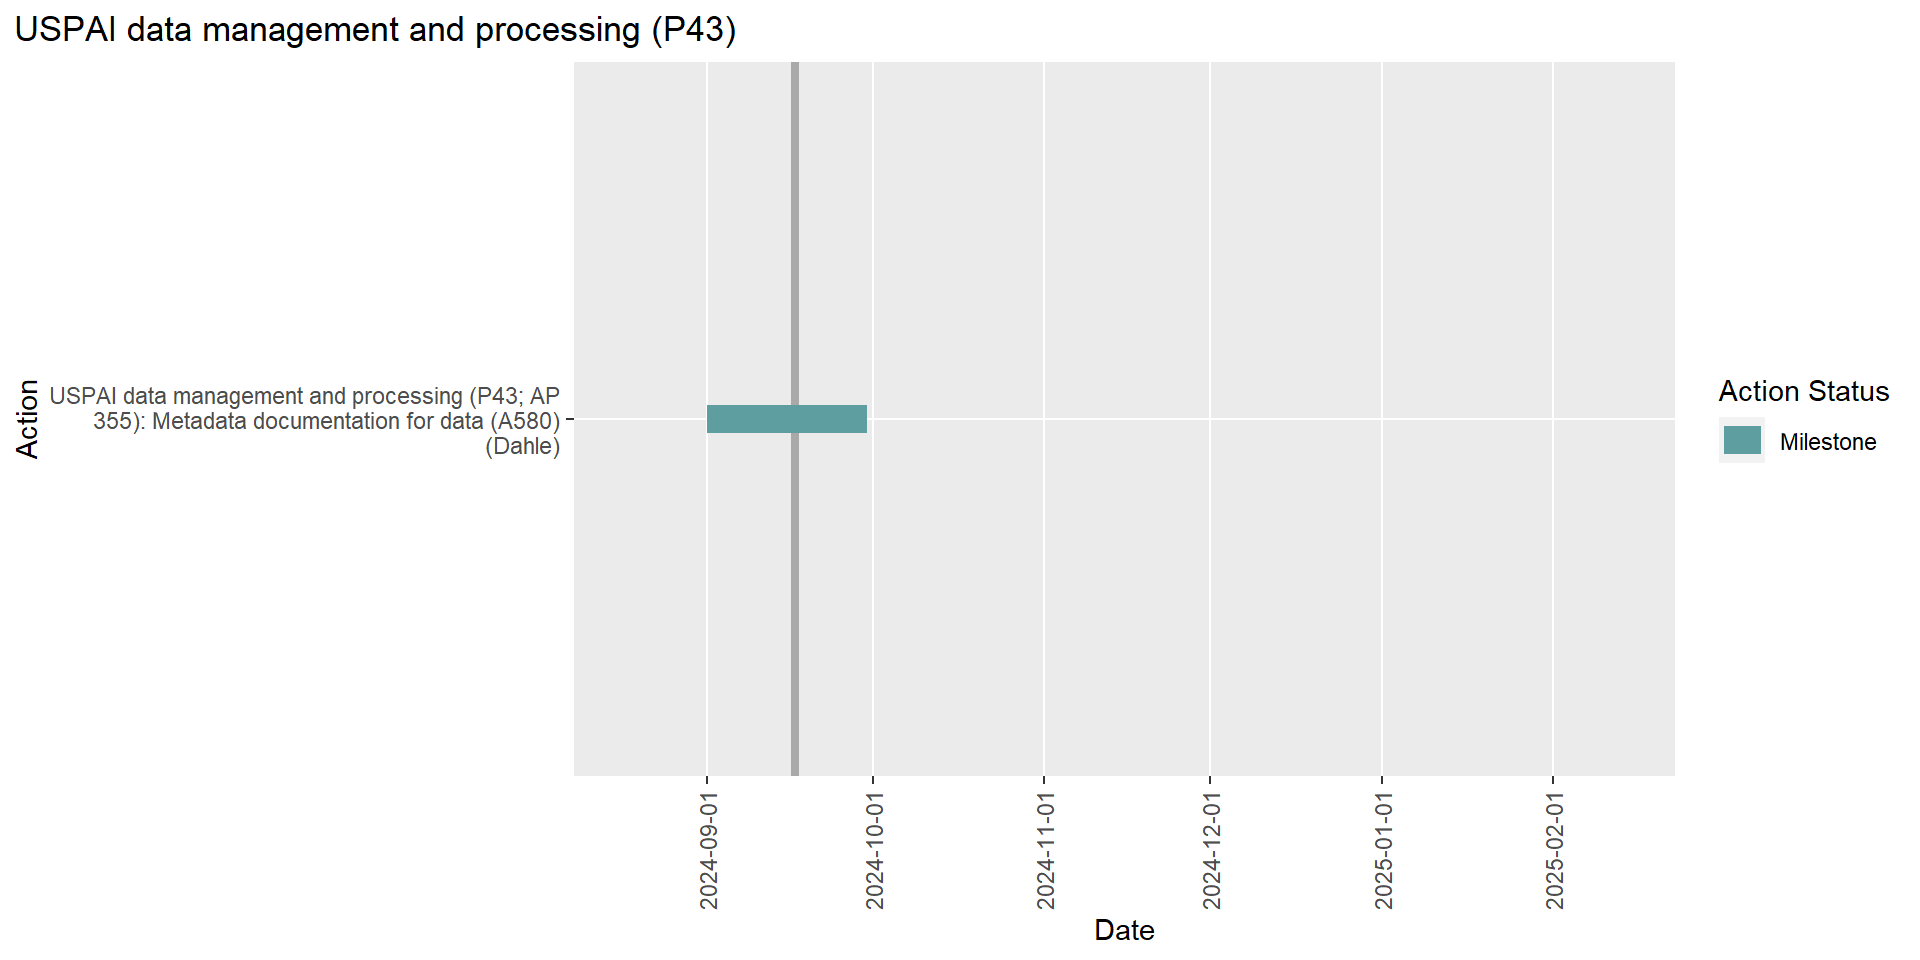 USPAI data management and processing (P43)
Action
USPAI data management and processing (P43; AP
355): Metadata documentation for data (A580)
(Dahle)
Action Status
Milestone
2024-09-01
2024-10-01
2024-11-01
2024-12-01
2025-01-01
2025-02-01
Date